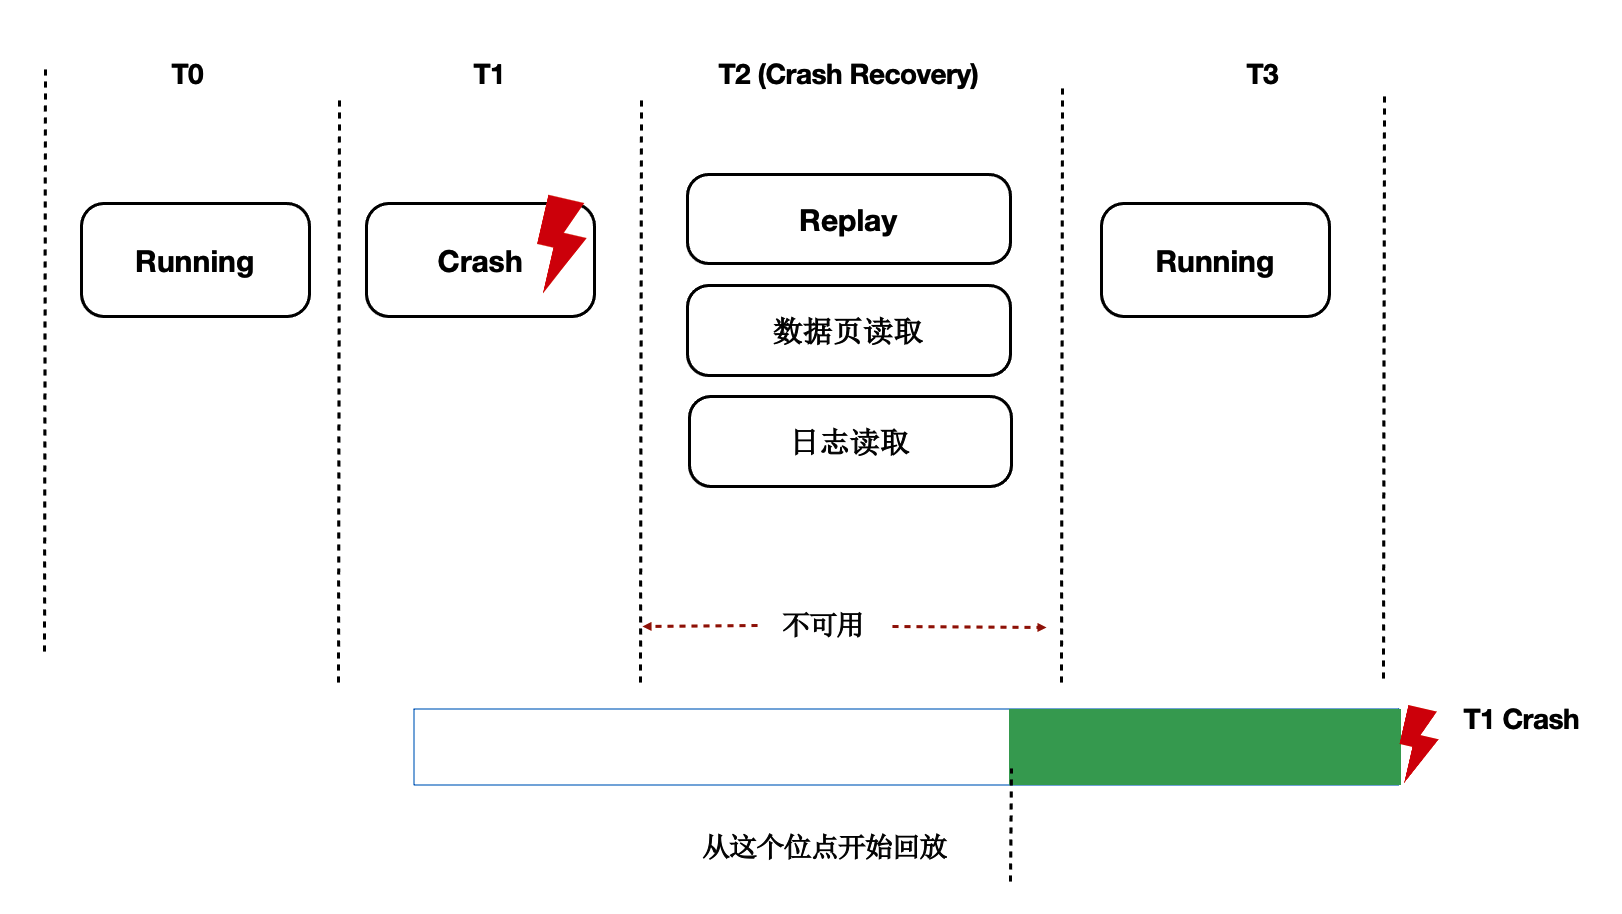 T0
T1
T2 (Crash Recovery)
T3
Running
Crash
Replay
数据页读取
日志读取
Running
不可用
T1 Crash
从这个位点开始回放